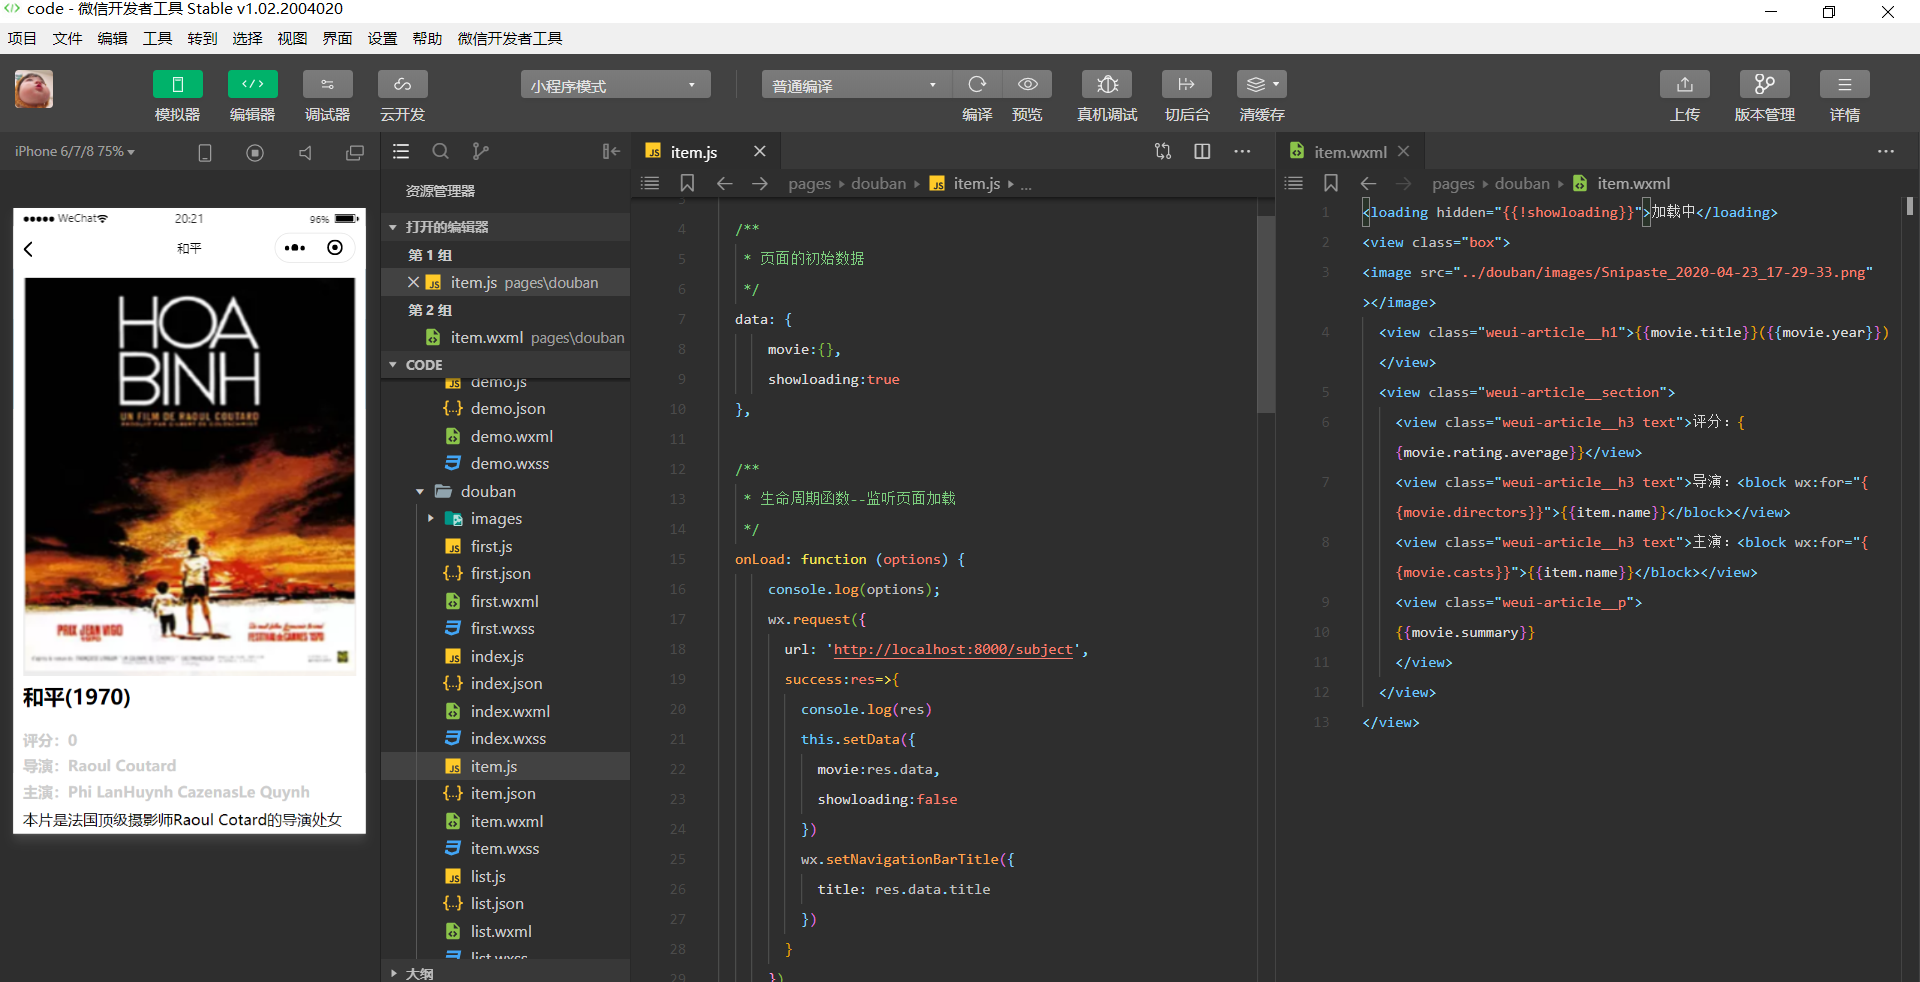 code - 微信开发者工具 Stable v1.02.2004020
项目 文件 编辑 工具 转到 选择 视图 界面 设置 帮助 微信开发者工具
小程序模式 普通编译
模拟器 编辑器 调试器 云开发 编译 预览 真机调试 切后台 清缓存 上传 版本管理 详情
iPhone 6/7/8 75%
WeChat 20:21 96%
和平
HOA
BINH
UN FILM DE RAOUL COUTARD
PRIX JEAN VIGO
和平(1970)
评分：0
导演：Raoul Coutard
主演：Phi LanHuynh CazenasLe Quynh
本片是法国顶级摄影师Raoul Cotard的导演处女
资源管理器
打开的编辑器
第 1 组
item.js pages\douban
第 2 组
item.wxml pages\douban
CODE
demo.js
demo.json
demo.wxml
demo.wxss
douban
images
first.js
first.json
first.wxml
first.wxss
index.js
index.json
index.wxml
index.wxss
item.js
item.json
item.wxml
item.wxss
list.js
list.json
list.wxml
list.wxss
大纲
item.js
pages douban item.js ...
3
4 /**
5 * 页面的初始数据
6 */
7 data: {
8 movie:{},
9 showloading:true
10 },
11
12 /**
13 * 生命周期函数--监听页面加载
14 */
15 onLoad: function (options) {
16 console.log(options);
17 wx.request({
18 url: 'http://localhost:8000/subject',
19 success:res=>{
20 console.log(res)
21 this.setData({
22 movie:res.data,
23 showloading:false
24 })
25 wx.setNavigationBarTitle({
26 title: res.data.title
27 })
28 }
29 })
item.wxml
pages douban item.wxml
1 <loading hidden="{{!showloading}}">加载中</loading>
2 <view class="box">
3 <image src="../douban/images/Snipaste_2020-04-23_17-29-33.png"
></image>
4 <view class="weui-article__h1">{{movie.title}}({{movie.year}})
</view>
5 <view class="weui-article__section">
6 <view class="weui-article__h3 text">评分：{
{movie.rating.average}}</view>
7 <view class="weui-article__h3 text">导演：<block wx:for="{
{movie.directors}}">{{item.name}}</block></view>
8 <view class="weui-article__h3 text">主演：<block wx:for="{
{movie.casts}}">{{item.name}}</block></view>
9 <view class="weui-article__p">
10 {{movie.summary}}
11 </view>
12 </view>
13 </view>